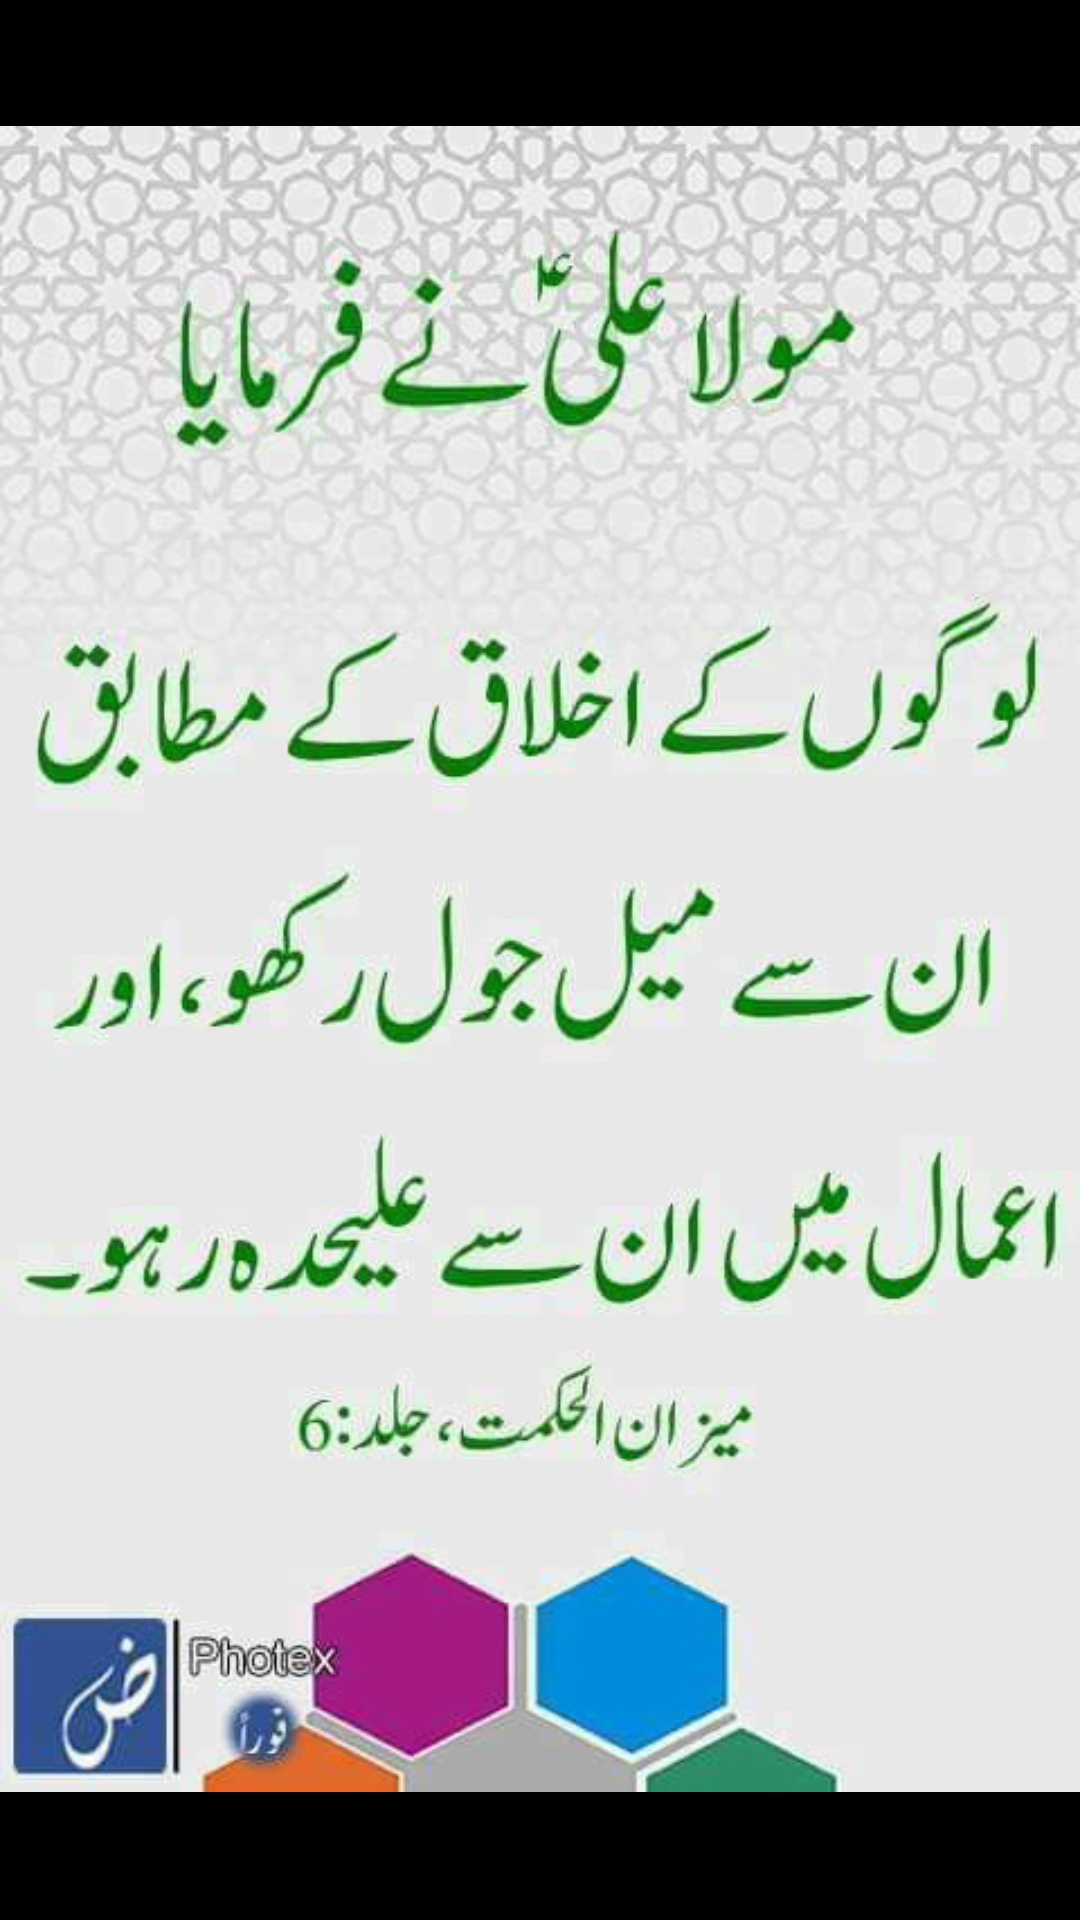 مولا علیؑ نے فرمایا
لوگوں کے اخلاق کے مطابق
ان سے میل جول رکھو، اور
اعمال میں ان سے علیحدہ رہو۔
میزان الحکمت، جلد:6
ض
Photex
فوراً